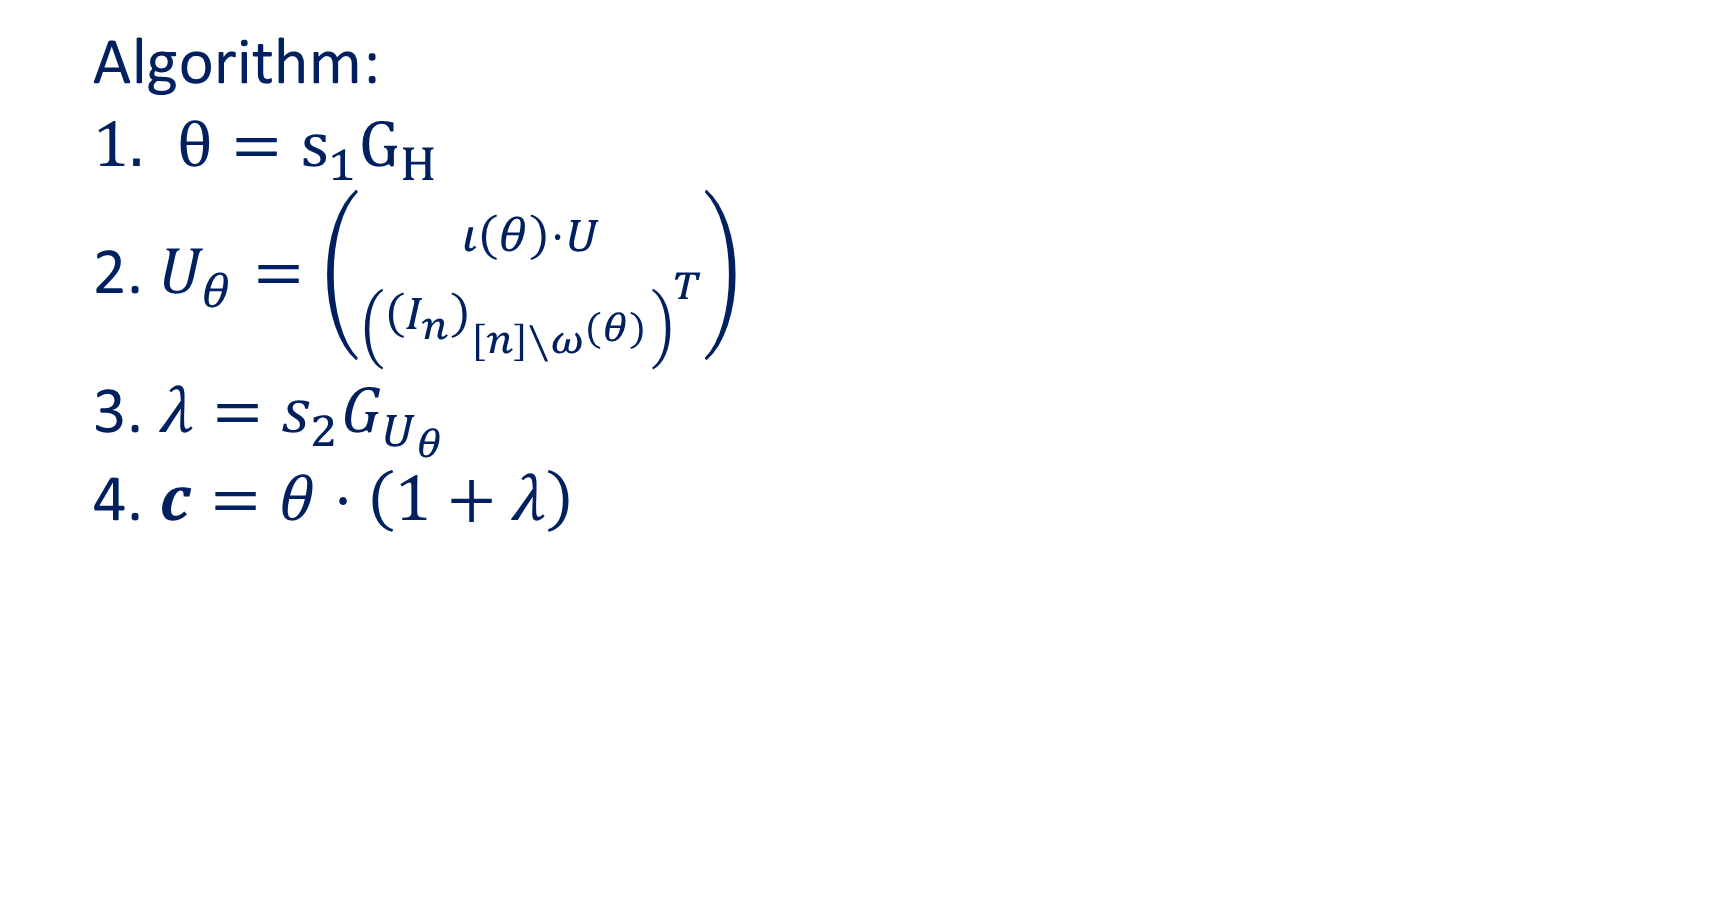 Algorithm:
1. θ = s₁G_H
2. U_θ = ( ι(θ)·U
((I_n)_{[n]\ω(θ)})^T )
3. λ = s₂G_{U_θ}
4. c = θ · (1 + λ)